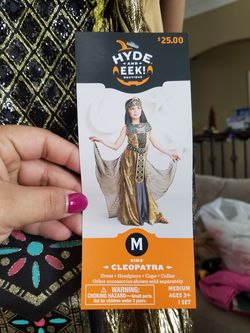 $25.00
HYDE
AND
EEK!
BOUTIQUE
M
KIDS'
CLEOPATRA
Dress • Headpiece • Cape • Collar
Other accessories shown sold separately
WARNING:
CHOKING HAZARD—Small parts.
Not for children under 3 years.
MEDIUM
AGES 3+
1 SET